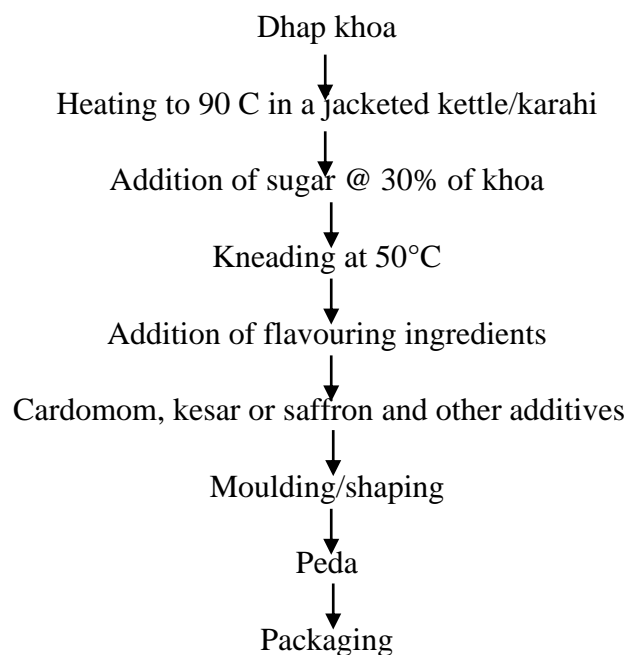 Dhap khoa
Heating to 90 C in a jacketed kettle/karahi
Addition of sugar @ 30% of khoa
Kneading at 50°C
Addition of flavouring ingredients
Cardomom, kesar or saffron and other additives
Moulding/shaping
Peda
Packaging